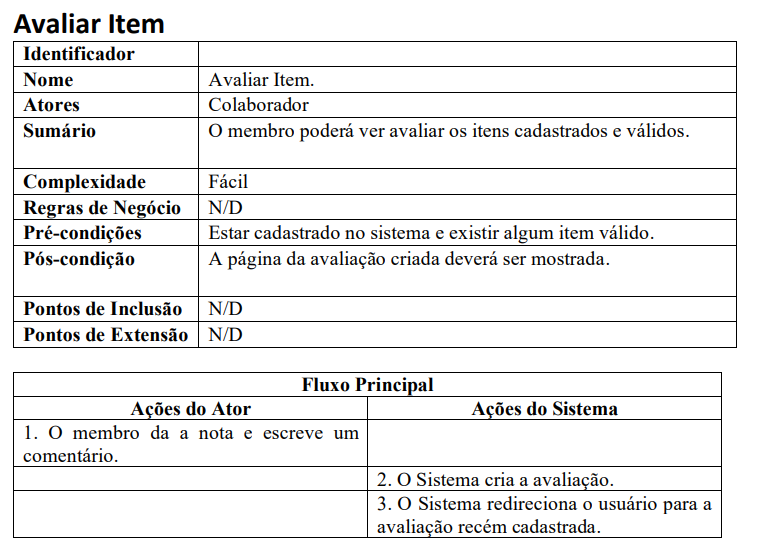 Avaliar Item
Identificador
Nome Avaliar Item.
Atores Colaborador
Sumário O membro poderá ver avaliar os itens cadastrados e válidos.
Complexidade Fácil
Regras de Negócio N/D
Pré-condições Estar cadastrado no sistema e existir algum item válido.
Pós-condição A página da avaliação criada deverá ser mostrada.
Pontos de Inclusão N/D
Pontos de Extensão N/D
Fluxo Principal
Ações do Ator Ações do Sistema
1. O membro da a nota e escreve um
comentário.
2. O Sistema cria a avaliação.
3. O Sistema redireciona o usuário para a
avaliação recém cadastrada.